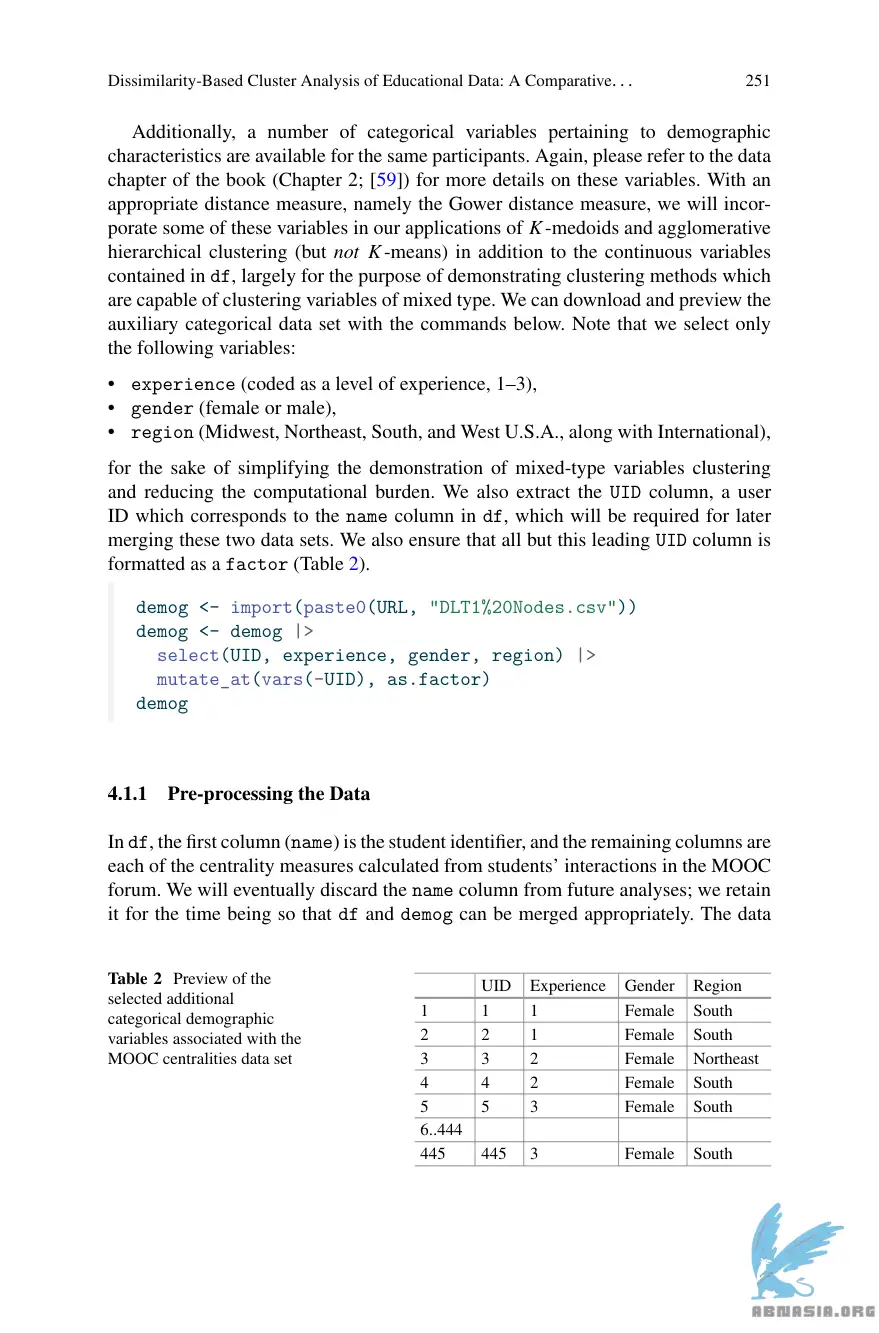 Dissimilarity-Based Cluster Analysis of Educational Data: A Comparative. . . 251
Additionally, a number of categorical variables pertaining to demographic
characteristics are available for the same participants. Again, please refer to the data
chapter of the book (Chapter 2; [59]) for more details on these variables. With an
appropriate distance measure, namely the Gower distance measure, we will incor-
porate some of these variables in our applications of K-medoids and agglomerative
hierarchical clustering (but not K-means) in addition to the continuous variables
contained in df, largely for the purpose of demonstrating clustering methods which
are capable of clustering variables of mixed type. We can download and preview the
auxiliary categorical data set with the commands below. Note that we select only
the following variables:
• experience (coded as a level of experience, 1–3),
• gender (female or male),
• region (Midwest, Northeast, South, and West U.S.A., along with International),
for the sake of simplifying the demonstration of mixed-type variables clustering
and reducing the computational burden. We also extract the UID column, a user
ID which corresponds to the name column in df, which will be required for later
merging these two data sets. We also ensure that all but this leading UID column is
formatted as a factor (Table 2).
demog <- import(paste0(URL, "DLT1%20Nodes.csv"))
demog <- demog |>
select(UID, experience, gender, region) |>
mutate_at(vars(-UID), as.factor)
demog
4.1.1 Pre-processing the Data
In df, the first column (name) is the student identifier, and the remaining columns are
each of the centrality measures calculated from students’ interactions in the MOOC
forum. We will eventually discard the name column from future analyses; we retain
it for the time being so that df and demog can be merged appropriately. The data
Table 2 Preview of the
selected additional
categorical demographic
variables associated with the
MOOC centralities data set
UID Experience Gender Region
1 1 1 Female South
2 2 1 Female South
3 3 2 Female Northeast
4 4 2 Female South
5 5 3 Female South
6..444
445 445 3 Female South
ABNASIA.ORG